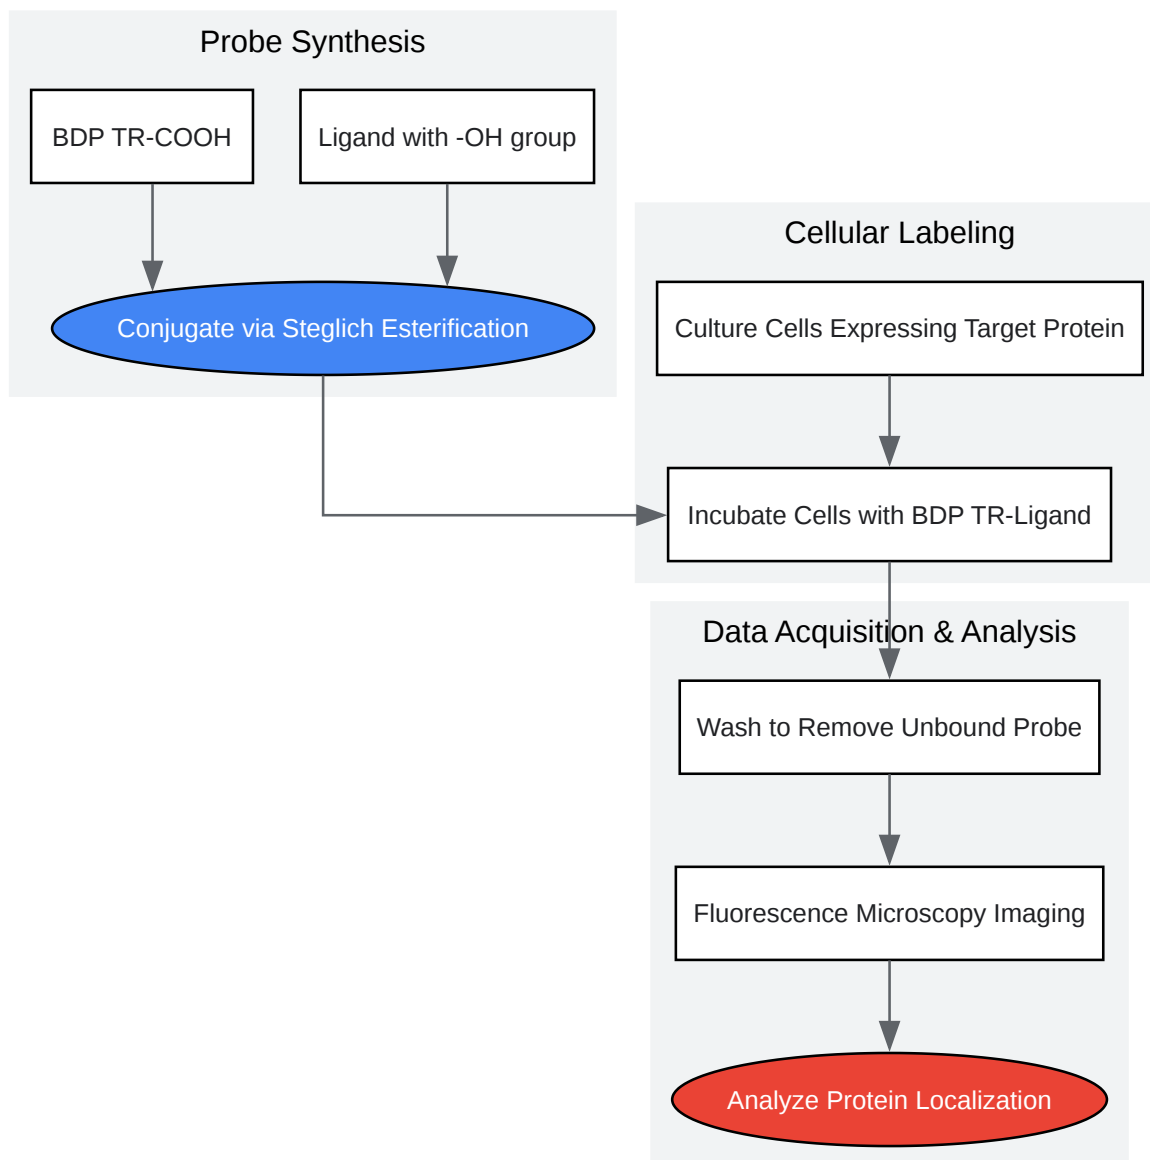 Probe Synthesis
BDP TR-COOH
Ligand with -OH group
Conjugate via Steglich Esterification
Cellular Labeling
Culture Cells Expressing Target Protein
Incubate Cells with BDP TR-Ligand
Data Acquisition & Analysis
Wash to Remove Unbound Probe
Fluorescence Microscopy Imaging
Analyze Protein Localization